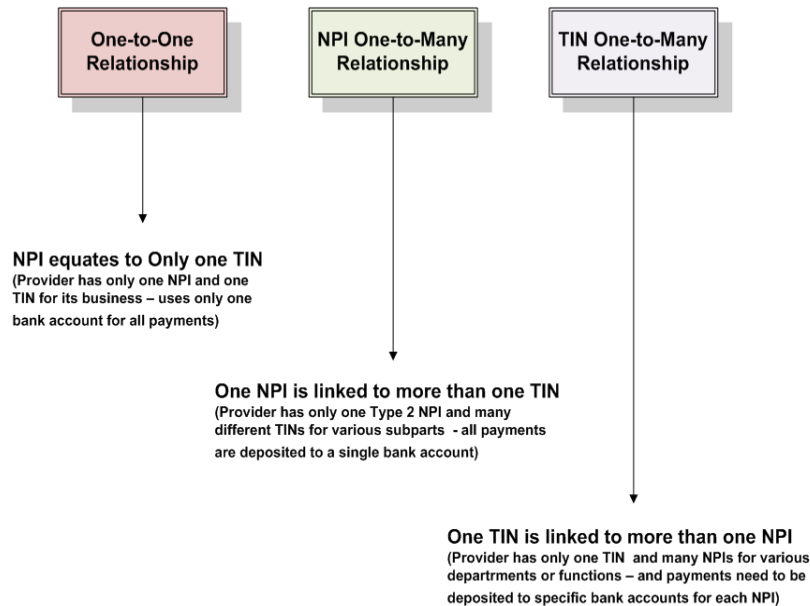 One-to-One
Relationship
NPI One-to-Many
Relationship
TIN One-to-Many
Relationship
NPI equates to Only one TIN
(Provider has only one NPI and one
TIN for its business – uses only one
bank account for all payments)
One NPI is linked to more than one TIN
(Provider has only one Type 2 NPI and many
different TINs for various subparts - all payments
are deposited to a single bank account)
One TIN is linked to more than one NPI
(Provider has only one TIN and many NPIs for various
departrments or functions – and payments need to be
deposited to specific bank accounts for each NPI)